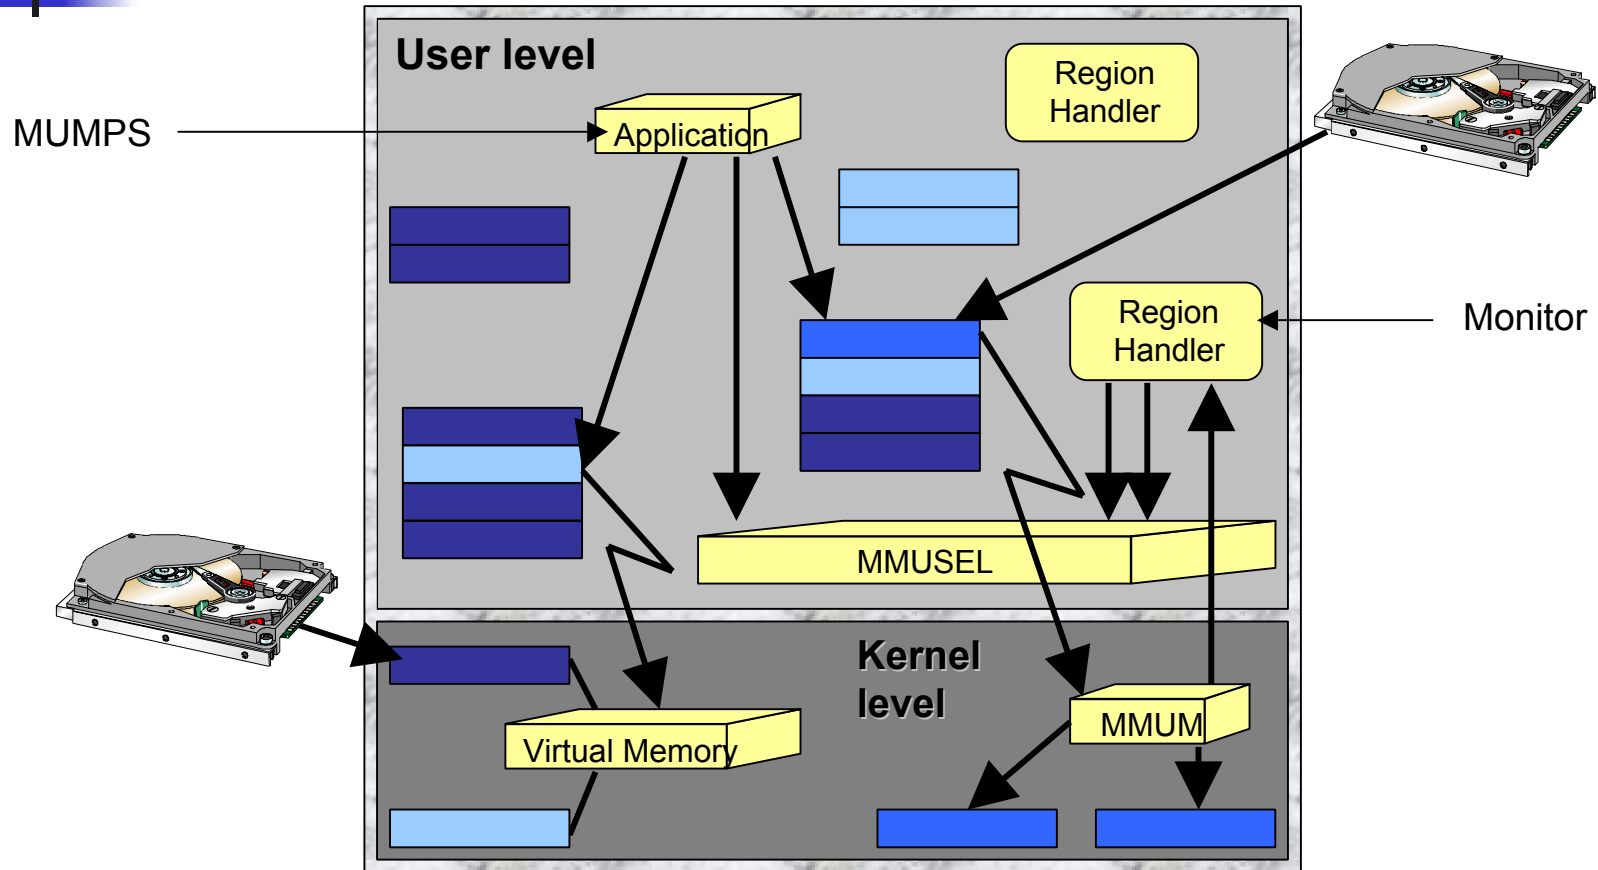 User level
Region
Handler
MUMPS
Application
Region
Handler
Monitor
MMUSEL
Kernel
level
MMUM
Virtual Memory